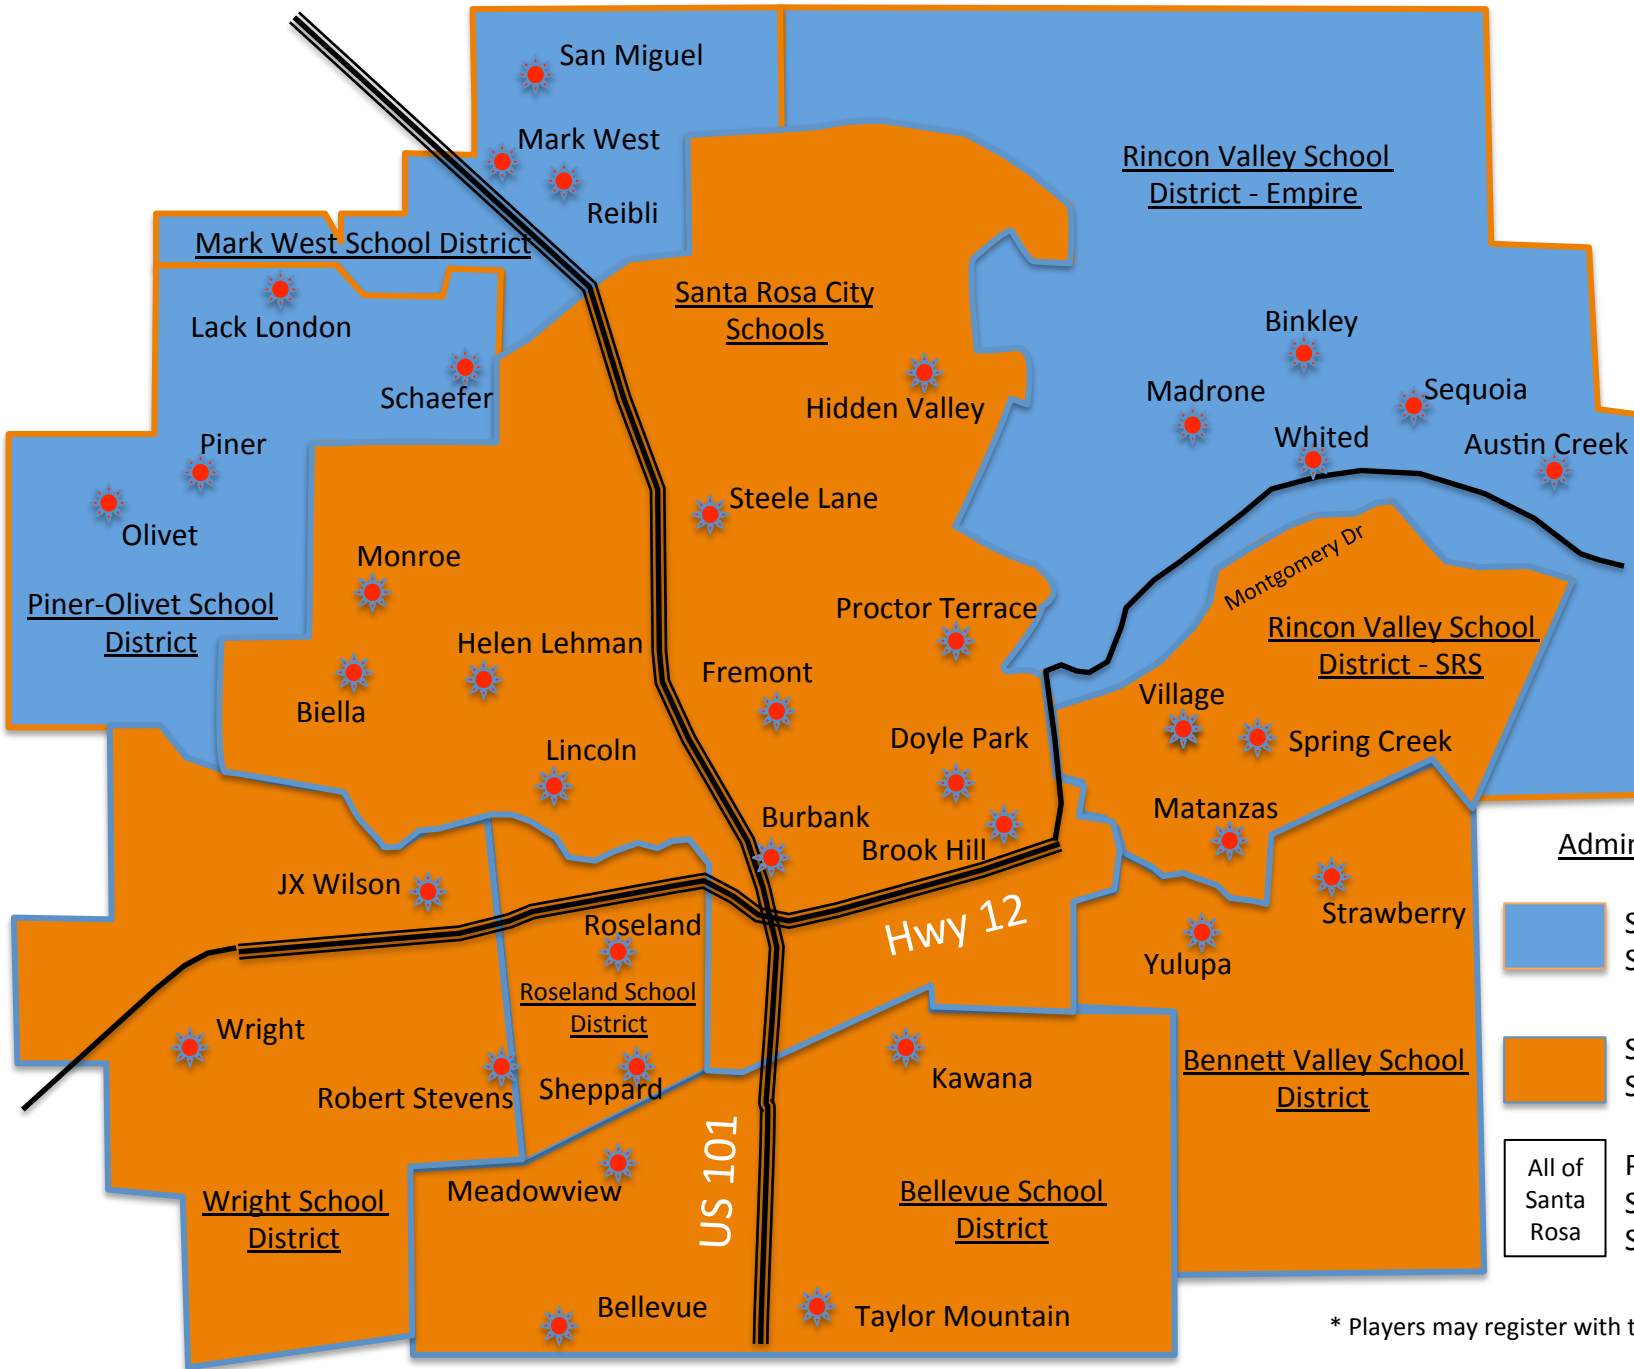 San Miguel
Mark West
Reibli
Rincon Valley School
District - Empire
Mark West School District
Lack London
Santa Rosa City
Schools
Schaefer
Hidden Valley
Binkley
Madrone
Sequoia
Whited
Austin Creek
Piner
Olivet
Steele Lane
Monroe
Montgomery Dr
Piner-Olivet School
District
Proctor Terrace
Helen Lehman
Rincon Valley School
District - SRS
Fremont
Biella
Village
Doyle Park
Spring Creek
Lincoln
Matanzas
Burbank
Brook Hill
JX Wilson
Roseland
Hwy 12
Strawberry
Yulupa
Roseland School
District
Wright
Sheppard
Robert Stevens
Kawana
Bennett Valley School
District
US 101
Meadowview
Wright School
District
Bellevue School
District
Bellevue
Taylor Mountain
Admin
S
S
S
S
All of
Santa
Rosa
S
S
* Players may register with t